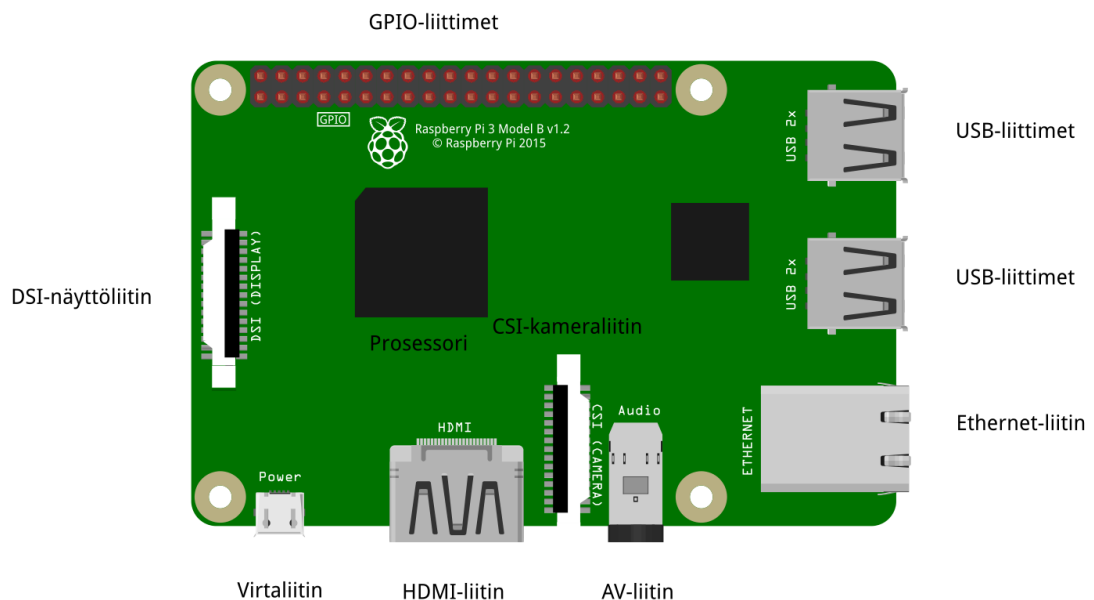 GPIO-liittimet
GPIO
Raspberry Pi 3 Model B v1.2
© Raspberry Pi 2015
USB 2x
USB-liittimet
DSI-näyttöliitin
DSI (DISPLAY)
USB 2x
USB-liittimet
Prosessori
CSI-kameraliitin
HDMI
CSI (CAMERA)
Audio
ETHERNET
Ethernet-liitin
Power
Virtaliitin
HDMI-liitin
AV-liitin